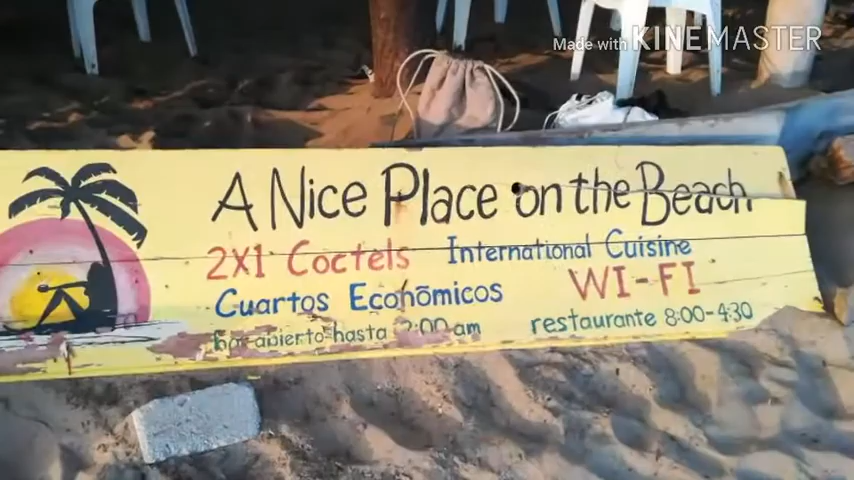 Made with KINEMASTER
A Nice Place on the Beach
2X1 Coctels International Cuisine
Cuartos Económicos WI-FI
bar abierto hasta 2:00 am restaurante 8:00-4:30